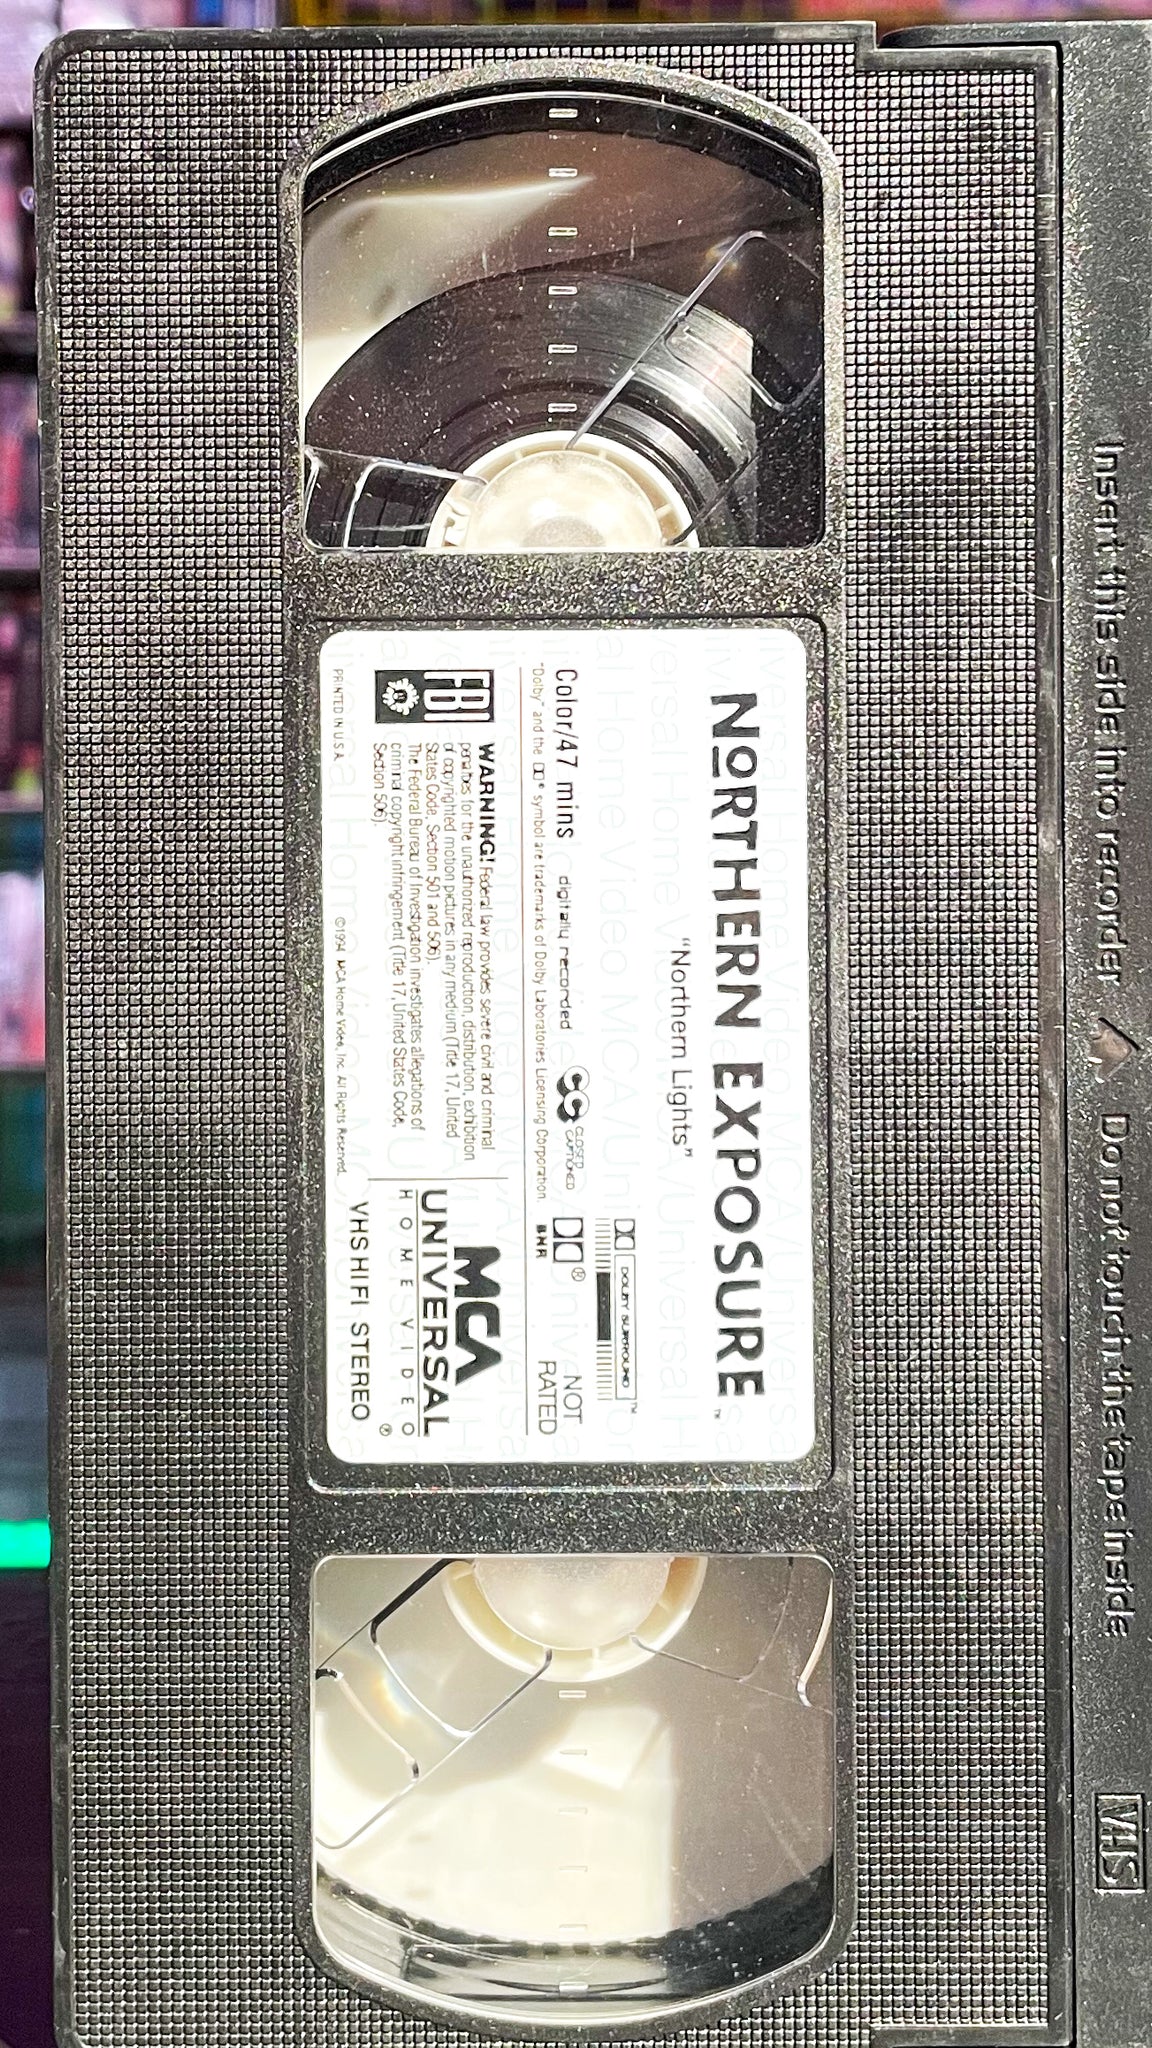 Insert this side into recorder Do not touch the tape inside
VHS
NORTHERN EXPOSURE™
"Northern Lights"
DOLBY SURROUND™
Color/47 mins digitally recorded CLOSED CAPTIONED ® BNR NOT RATED
"Dolby" and the symbol are trademarks of Dolby Laboratories Licensing Corporation.
FBI
WARNING! Federal law provides severe civil and criminal
penalties for the unauthorized reproduction, distribution, exhibition
of copyrighted motion pictures in any medium (Title 17, United
States Code, Section 501 and 506).
The Federal Bureau of Investigation investigates allegations of
criminal copyright infringement (Title 17, United States Code,
Section 506).
MCA
UNIVERSAL
HOME VIDEO ®
PRINTED IN U.S.A.
©1994 MCA Home Video, Inc. All Rights Reserved.
VHS HIFI STEREO